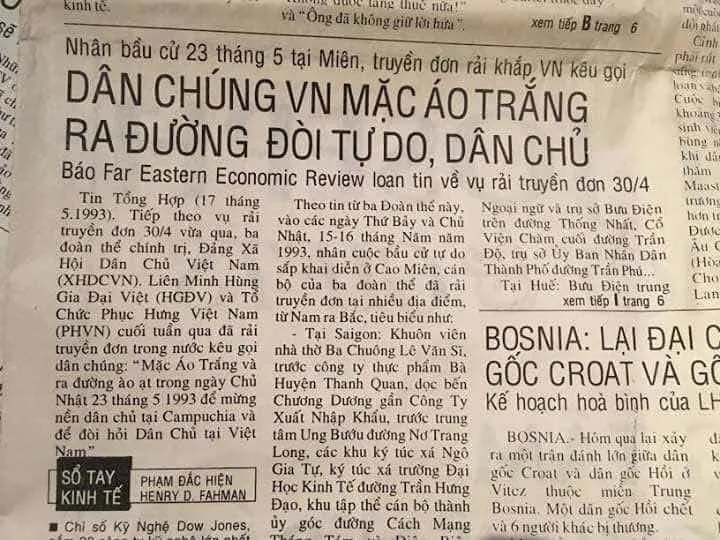 kinh tế.
và "Ông đã không giữ lời hứa".
xem tiếp B trang 6
Nhân bầu cử 23 tháng 5 tại Miên, truyền đơn rải khắp VN kêu gọi
DÂN CHÚNG VN MẶC ÁO TRẮNG
RA ĐƯỜNG ĐÒI TỰ DO, DÂN CHỦ
Báo Far Eastern Economic Review loan tin về vụ rải truyền đơn 30/4
Tin Tổng Hợp (17 tháng
5.1993). Tiếp theo vụ rải
truyền đơn 30/4 vừa qua, ba
đoàn thể chính trị, Đảng Xã
Hội Dân Chủ Việt Nam
(XHDCVN). Liên Minh Hùng
Gia Đại Việt (HGĐV) và Tổ
Chức Phục Hưng Việt Nam
(PHVN) cuối tuần qua đã rải
truyền đơn trong nước kêu gọi
dân chúng: "Mặc Áo Trắng và
ra đường ào ạt trong ngày Chủ
Nhật 23 tháng 5 1993 để mừng
nền dân chủ tại Campuchia và
để đòi hỏi Dân Chủ tại Việt
Nam"
SỔ TAY
KINH TẾ
PHẠM ĐẮC HIỆN
HENRY D. FAHMAN
■ Chỉ số Kỹ Nghệ Dow Jones,
Theo tin từ ba Đoàn thể này,
vào các ngày Thứ Bảy và Chủ
Nhật, 15-16 tháng Năm năm
1993, nhân cuộc bầu cử tự do
sắp khai diễn ở Cao Miên, cán
bộ của ba đoàn thể đã rải
truyền đơn tại nhiều địa điểm,
từ Nam ra Bắc, tiêu biểu như:
- Tại Saigon: Khuôn viên
nhà thờ Ba Chuông Lê Văn Sĩ,
trước công ty thực phẩm Bà
Huyện Thanh Quan, dọc bến
Chương Dương gần Công Ty
Xuất Nhập Khẩu, trước trung
tâm Ung Bướu đường Nơ Trang
Long, các khu ký túc xá Ngô
Gia Tự, ký túc xá trường Đại
Học Kinh Tế đường Trần Hưng
Đạo, khu tập thể cán bộ thành
ủy góc đường Cách Mạng
Ngoại ngữ và trụ sở Bưu Điện
trên đường Thống Nhất, Cổ
Viện Chàm cuối đường Trần
Độ, trụ sở Ủy Ban Nhân Dân
Thành Phố đường Trần Phú...
Tại Huế: Bưu Điện trung
xem tiếp I trang 6
BOSNIA: LẠI ĐẠI C
GỐC CROAT VÀ GỐ
Kế hoạch hoà bình của LH
BOSNIA.- Hôm qua lại xảy
ra một trận đánh lớn giữa dân
gốc Croat và dân gốc Hồi ở
Vitez thuộc miền Trung
Bosnia. Một dân gốc Hồi chết
và 6 người khác bị thương.